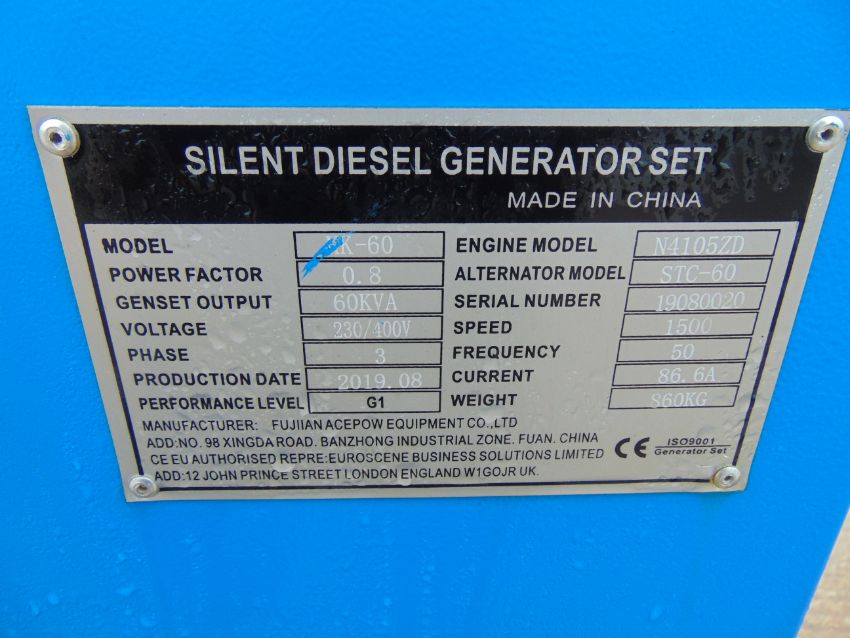 SILENT DIESEL GENERATOR SET
MADE IN CHINA
MODEL -60 ENGINE MODEL N4105ZD
POWER FACTOR 0.8 ALTERNATOR MODEL STC-60
GENSET OUTPUT 60KVA SERIAL NUMBER 19080020
VOLTAGE 230/400V SPEED 1500
PHASE 3 FREQUENCY 50
PRODUCTION DATE 2019.08 CURRENT 86.6A
PERFORMANCE LEVEL G1 WEIGHT 860KG
MANUFACTURER: FUJIIAN ACEPOW EQUIPMENT CO.,LTD
ADD:NO. 98 XINGDA ROAD. BANZHONG INDUSTRIAL ZONE. FUAN. CHINA
CE EU AUTHORISED REPRE:EUROSCENE BUSINESS SOLUTIONS LIMITED
ADD:12 JOHN PRINCE STREET LONDON ENGLAND W1GOJR UK.
CE ISO9001
Generator Set